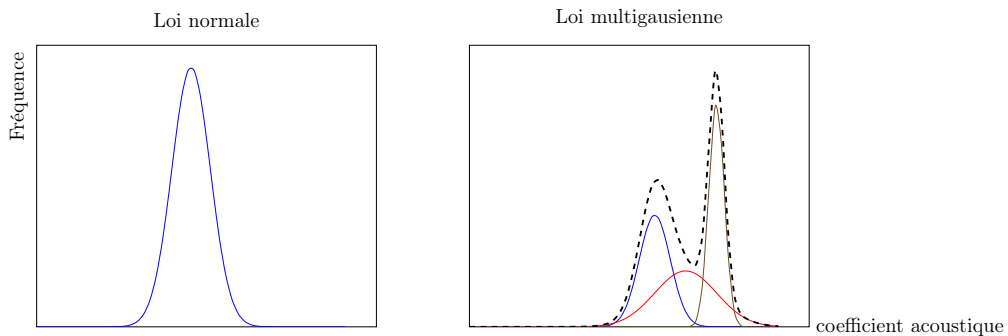 Loi normale
Loi multigausienne
Fréquence
coefficient acoustique